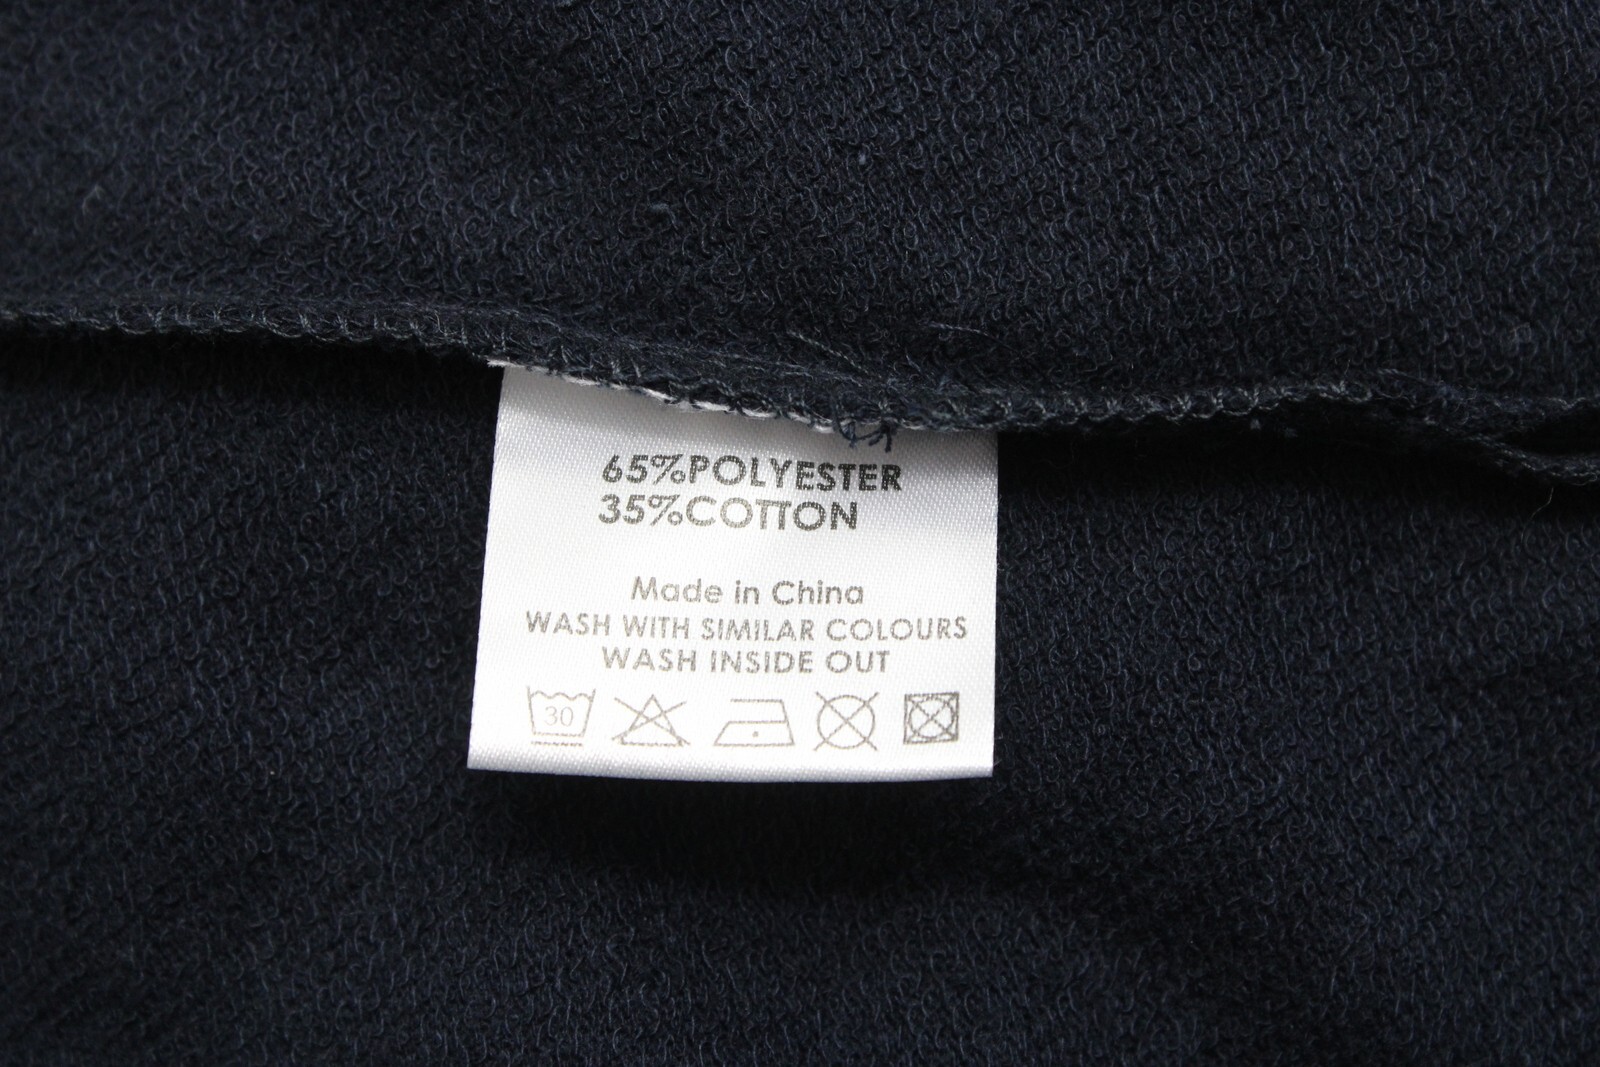 65%POLYESTER
35%COTTON
Made in China
WASH WITH SIMILAR COLOURS
WASH INSIDE OUT
30